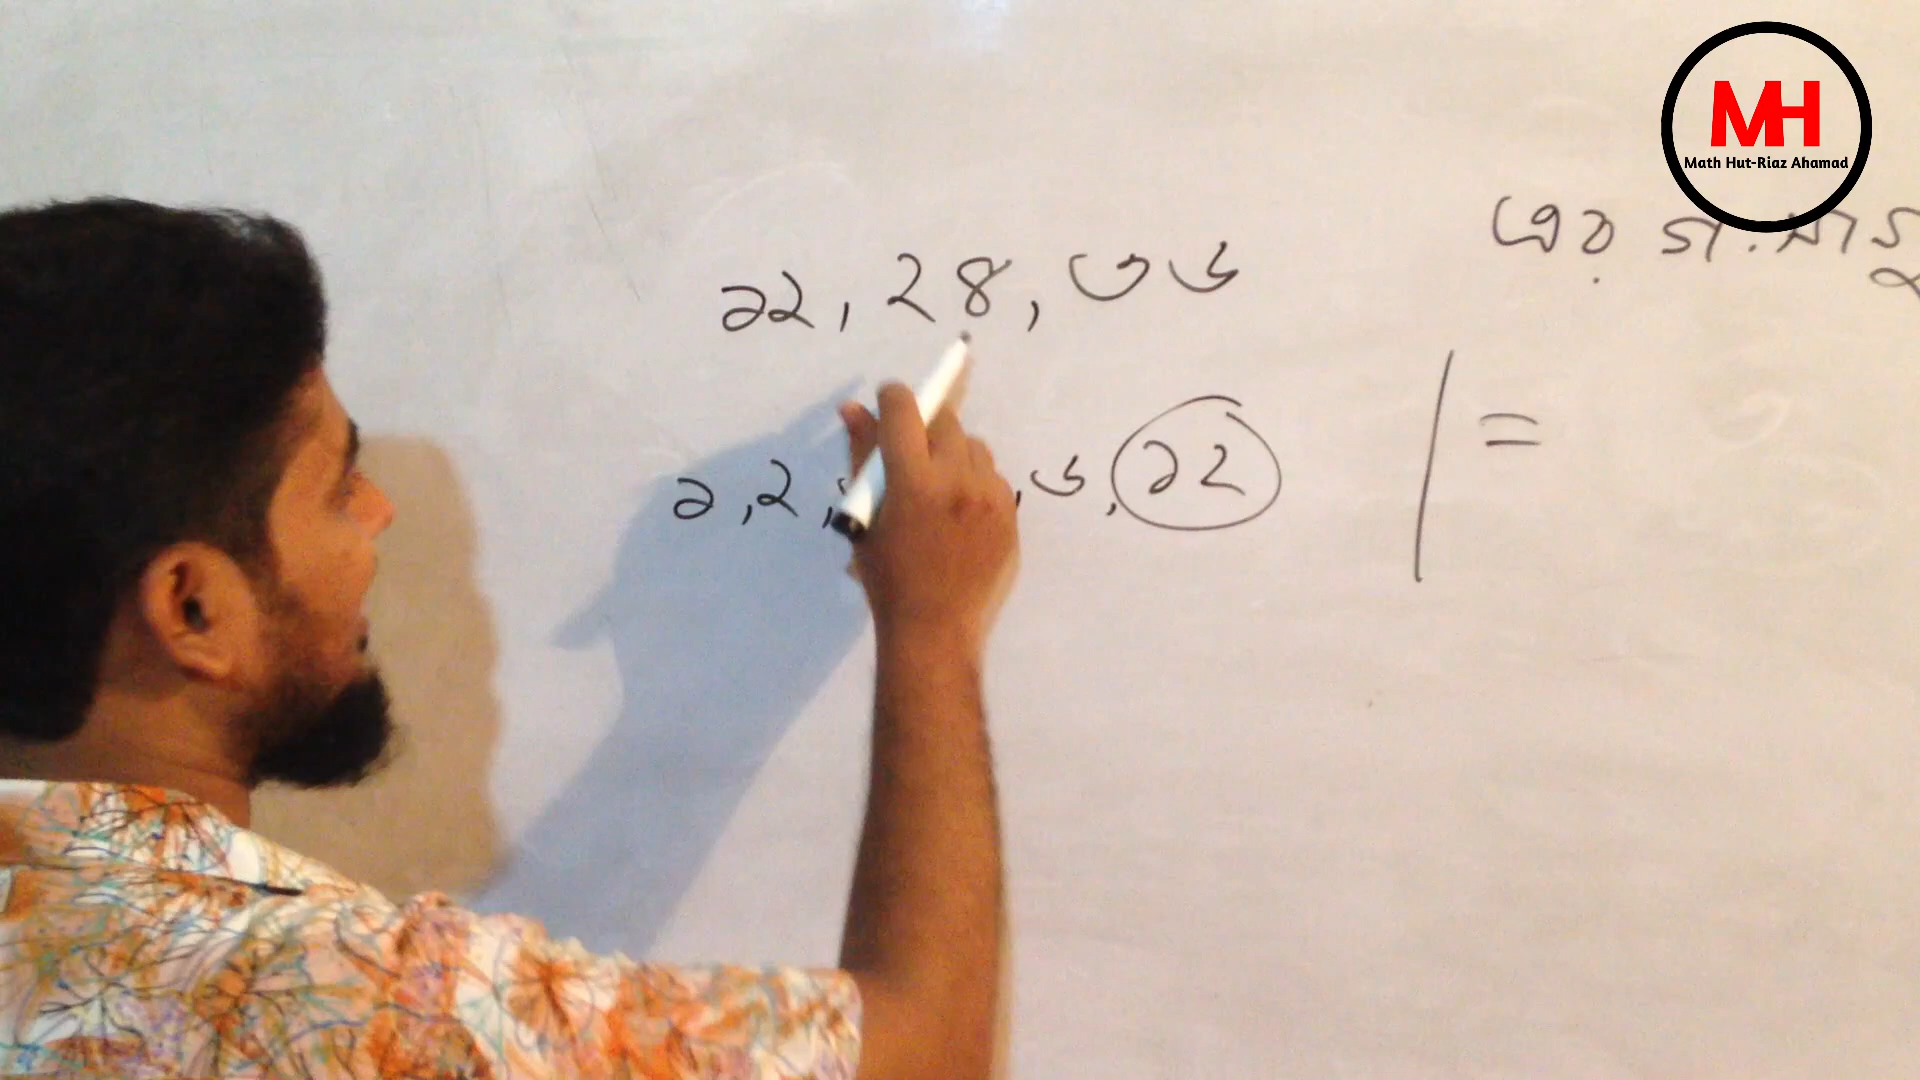 MH
Math Hut-Riaz Ahamad
১২, ২৪, ৩৬
১, ২, , ৬, ১২
=